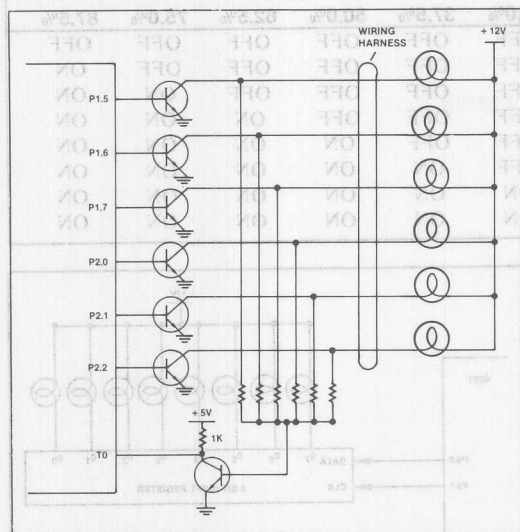 WIRING
HARNESS
+ 12V
P1.5
P1.6
P1.7
P2.0
P2.1
P2.2
+ 5V
1K
T0